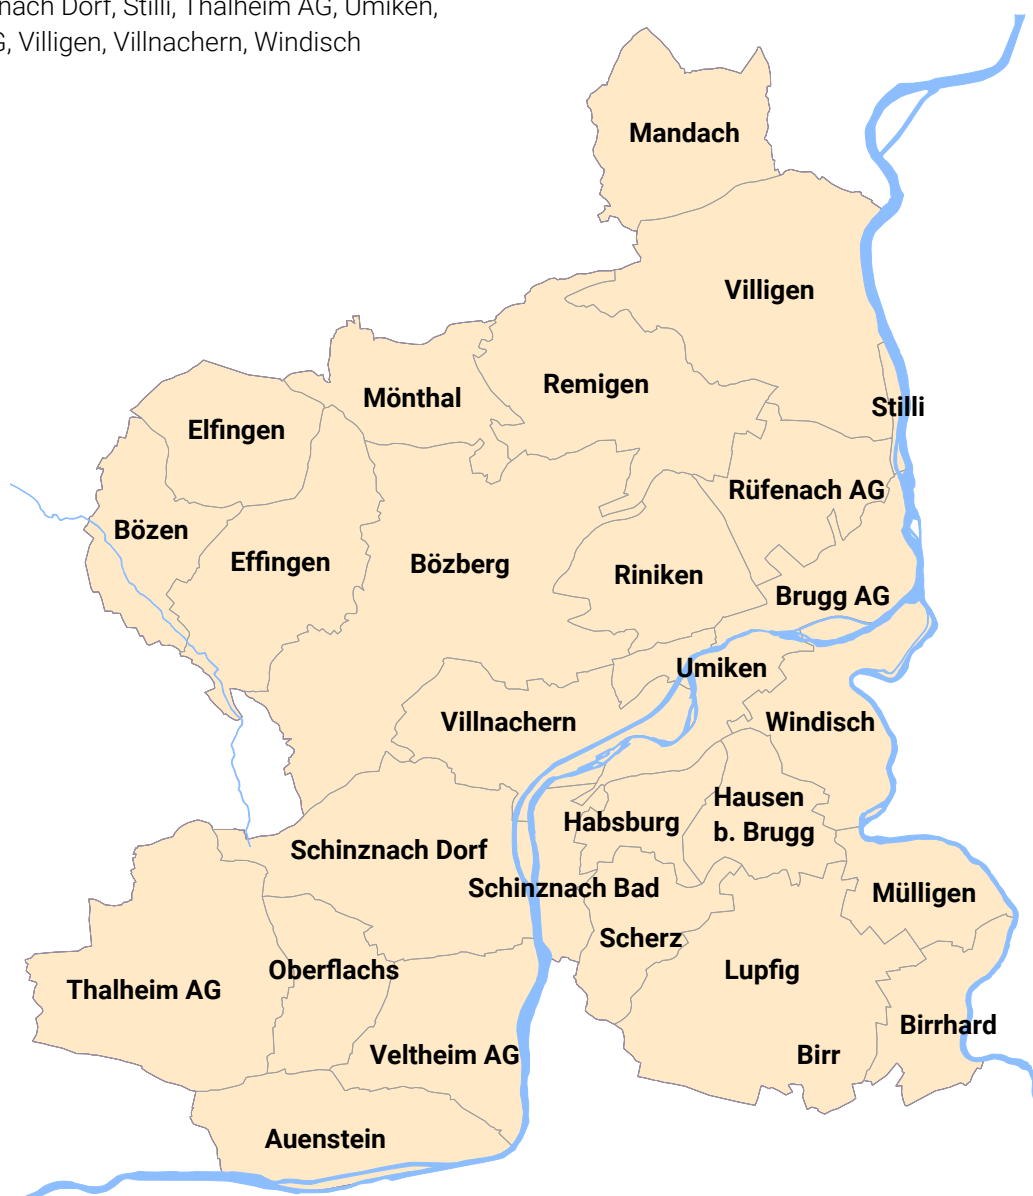 nach Dorf, Stilli, Thalheim AG, Umiken,
G, Villigen, Villnachern, Windisch
Mandach
Villigen
Remigen
Mönthal
Stilli
Elfingen
Rüfenach AG
Bözen
Effingen
Bözberg
Riniken
Brugg AG
Umiken
Villnachern
Windisch
Hausen
b. Brugg
Habsburg
Schinznach Dorf
Schinznach Bad
Mülligen
Scherz
Oberflachs
Lupfig
Thalheim AG
Birrhard
Veltheim AG
Birr
Auenstein